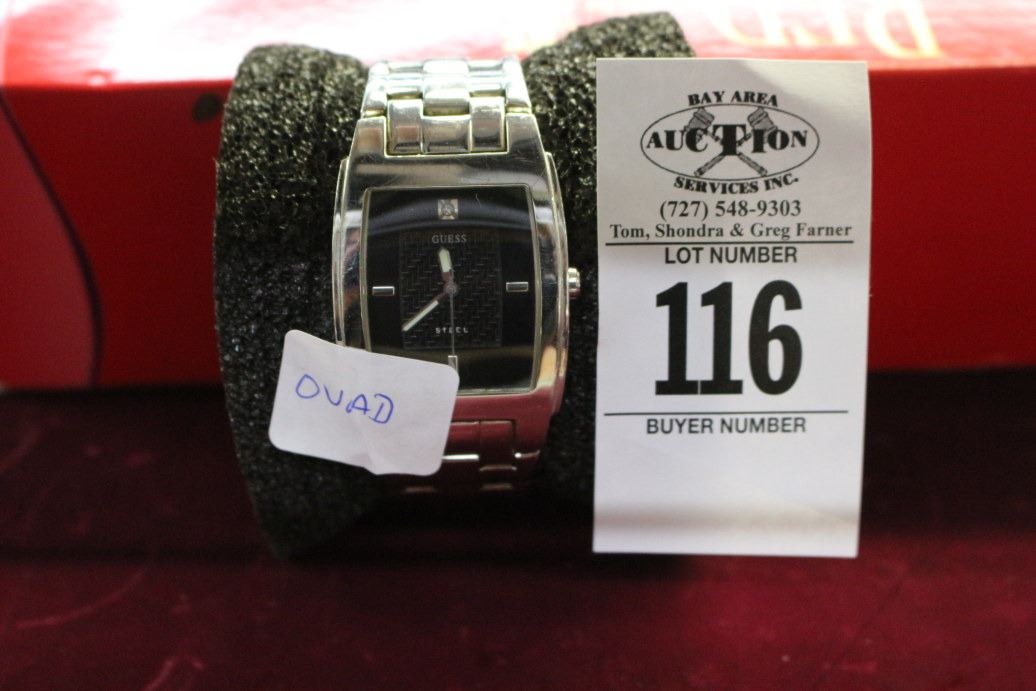 GUESS
STEEL
OVAD
BAY AREA
AUCTION
SERVICES INC.
(727) 548-9303
Tom, Shondra & Greg Farner
LOT NUMBER
116
BUYER NUMBER